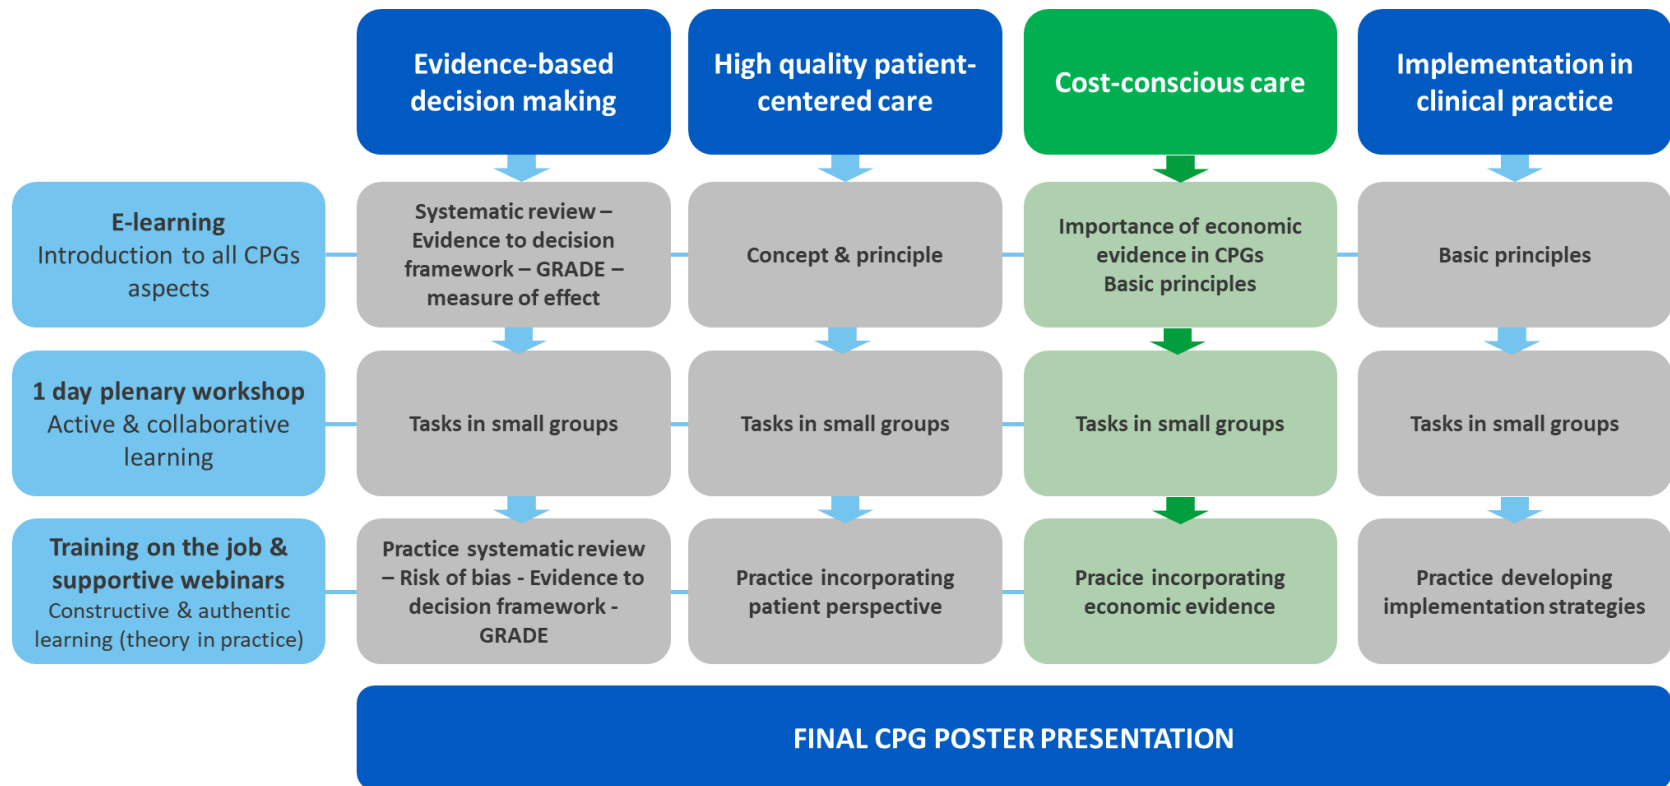 Evidence-based
decision making
High quality patient-
centered care
Cost-conscious care
Implementation in
clinical practice
E-learning
Introduction to all CPGs
aspects
Systematic review –
Evidence to decision
framework – GRADE –
measure of effect
Concept & principle
Importance of economic
evidence in CPGs
Basic principles
Basic principles
1 day plenary workshop
Active & collaborative
learning
Tasks in small groups
Tasks in small groups
Tasks in small groups
Tasks in small groups
Training on the job &
supportive webinars
Constructive & authentic
learning (theory in practice)
Practice systematic review
– Risk of bias - Evidence to
decision framework -
GRADE
Practice incorporating
patient perspective
Pracice incorporating
economic evidence
Practice developing
implementation strategies
FINAL CPG POSTER PRESENTATION